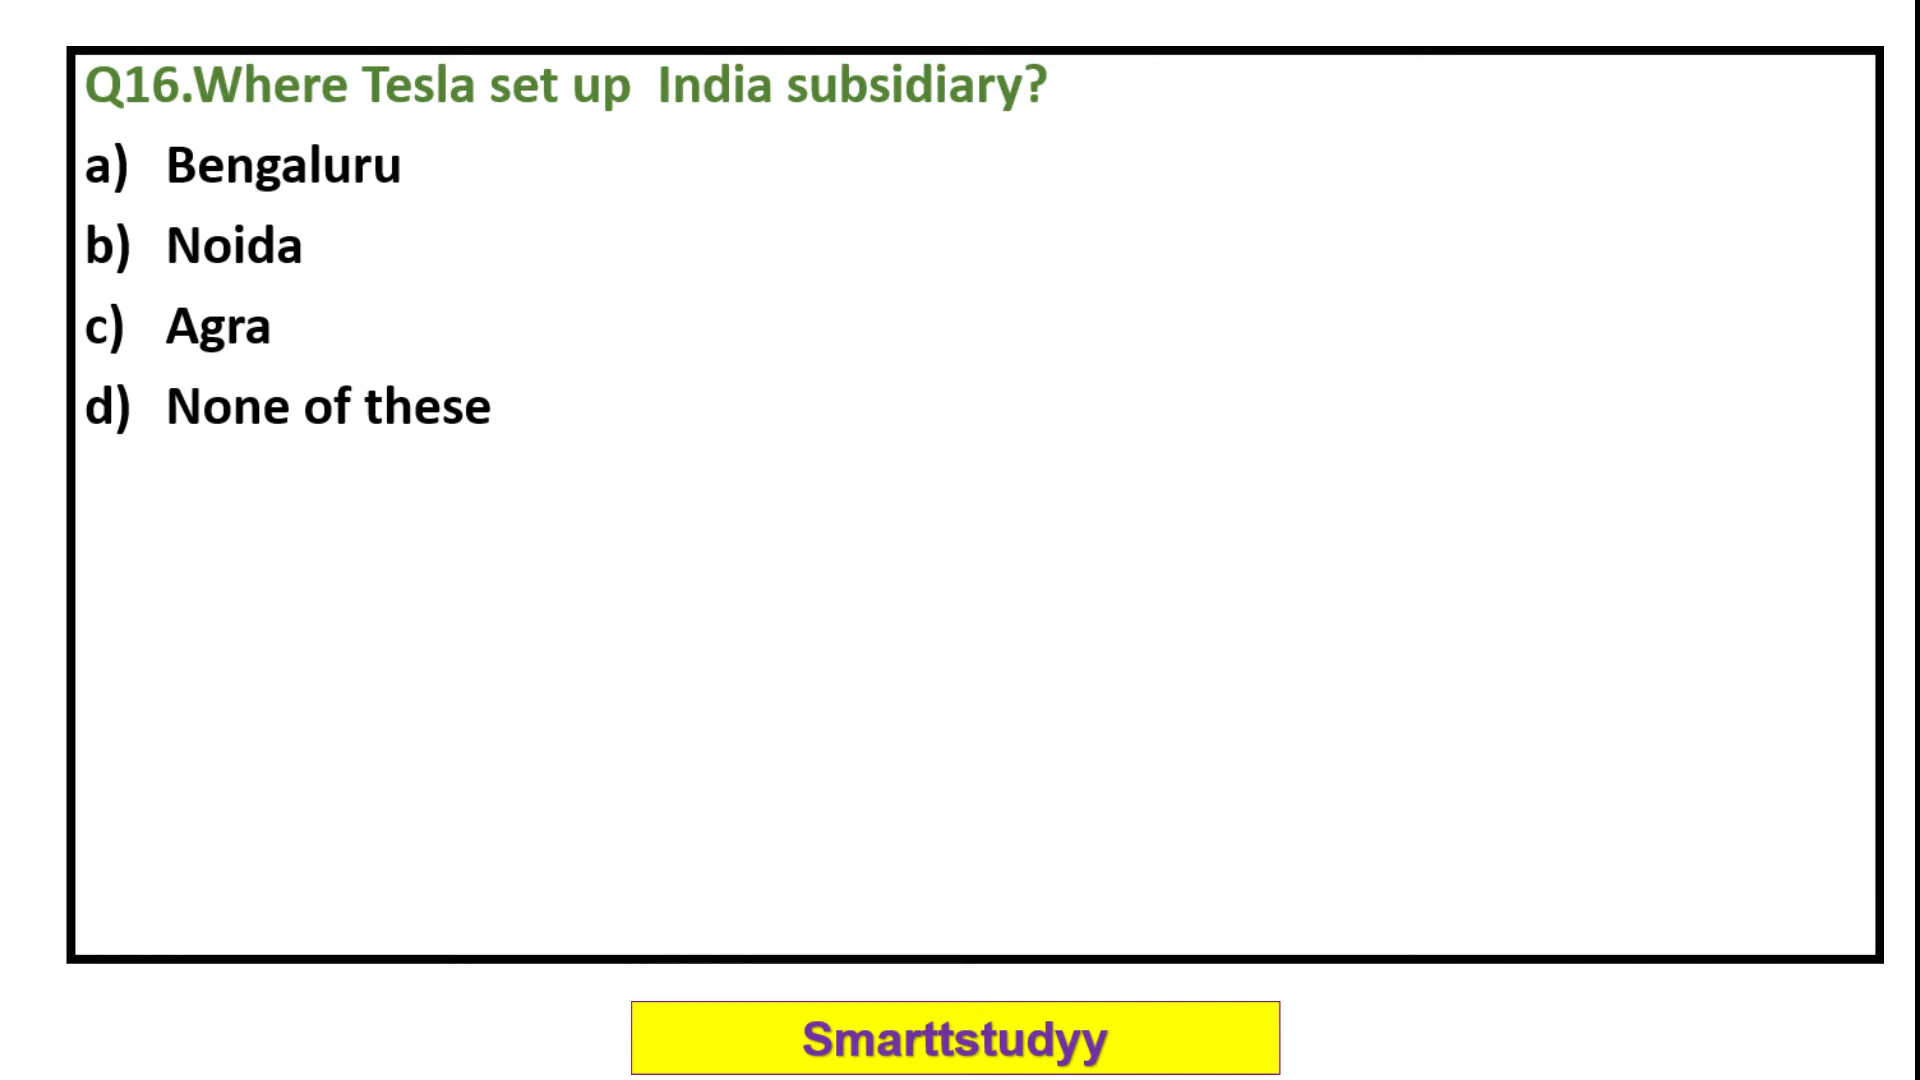 Q16.Where Tesla set up  India subsidiary?
a) Bengaluru
b) Noida
c) Agra
d) None of these
Smarttstudyy